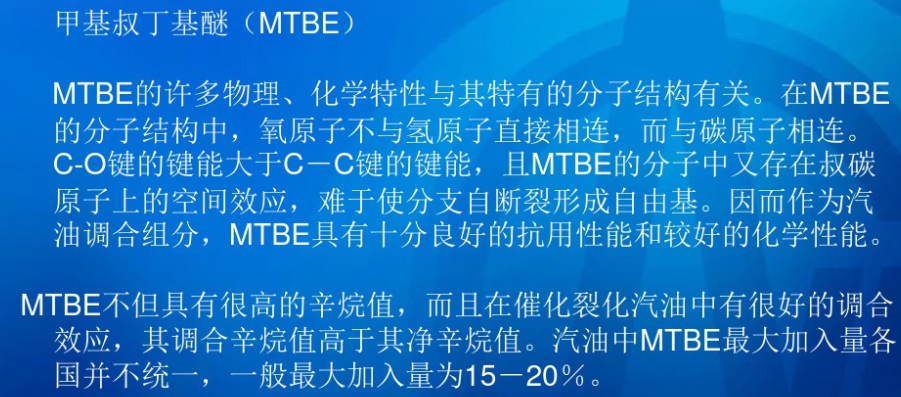 甲基叔丁基醚（MTBE）
MTBE的许多物理、化学特性与其特有的分子结构有关。在MTBE
的分子结构中，氧原子不与氢原子直接相连，而与碳原子相连。
C-O键的键能大于C－C键的键能，且MTBE的分子中又存在叔碳
原子上的空间效应，难于使分支自断裂形成自由基。因而作为汽
油调合组分，MTBE具有十分良好的抗用性能和较好的化学性能。
MTBE不但具有很高的辛烷值，而且在催化裂化汽油中有很好的调合
效应，其调合辛烷值高于其净辛烷值。汽油中MTBE最大加入量各
国并不统一，一般最大加入量为15－20％。